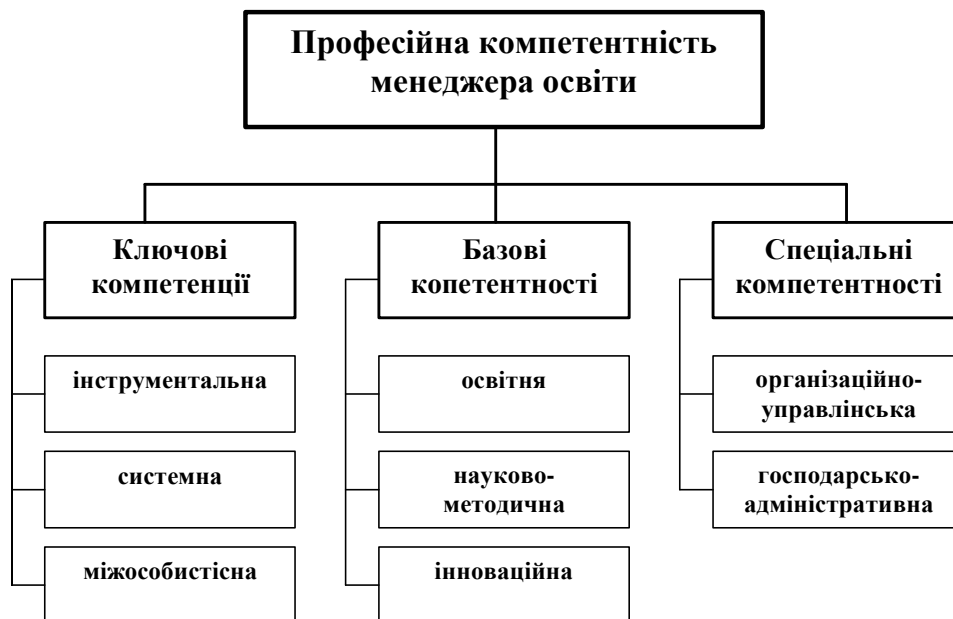 Професійна компетентність
менеджера освіти
Ключові
компетенції
інструментальна
системна
міжособистісна
Базові
копетентності
освітня
науково-
методична
інноваційна
Спеціальні
компетентності
організаційно-
управлінська
господарсько-
адміністративна